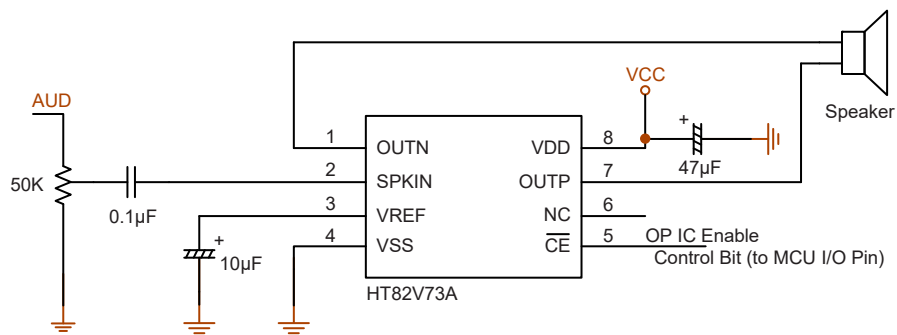 VCC
Speaker
AUD
50K
0.1µF
10µF
47µF
1
2
3
4
OUTN
SPKIN
VREF
VSS
VDD
OUTP
NC
CE
8
7
6
5
OP IC Enable
Control Bit (to MCU I/O Pin)
HT82V73A
+
+